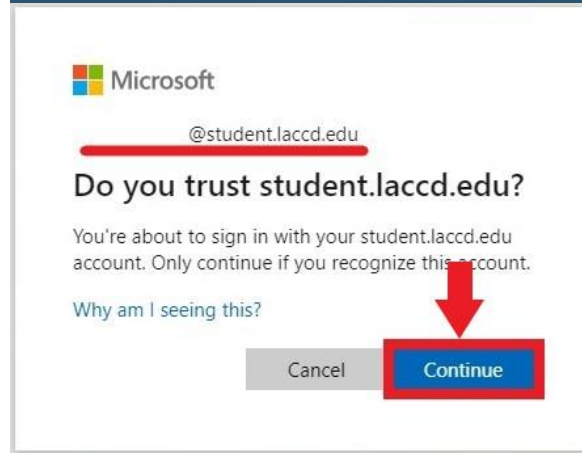 Microsoft
@student.laccd.edu
Do you trust student.laccd.edu?
You're about to sign in with your student.laccd.edu
account. Only continue if you recognize this account.
Why am I seeing this?
Cancel Continue